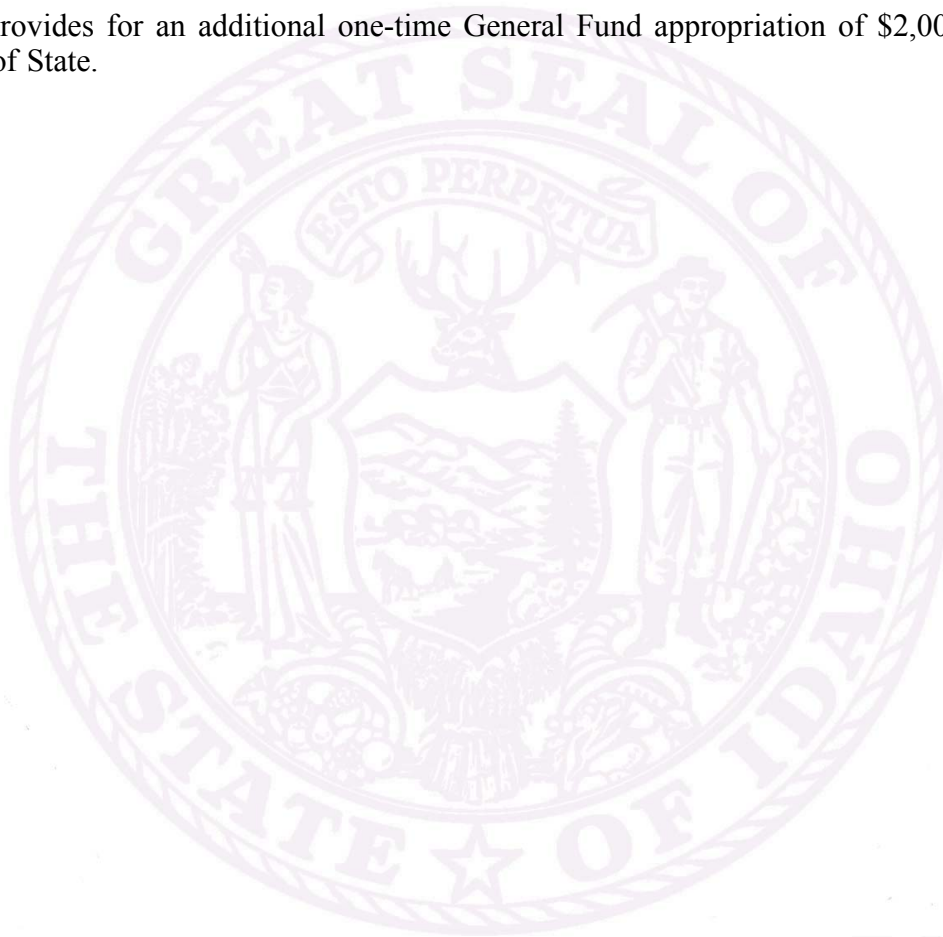 rovides for an additional one-time General Fund appropriation of $2,00
of State.
GREAT SEAL OF
ESTO PERPETUA
THE STATE OF IDAHO